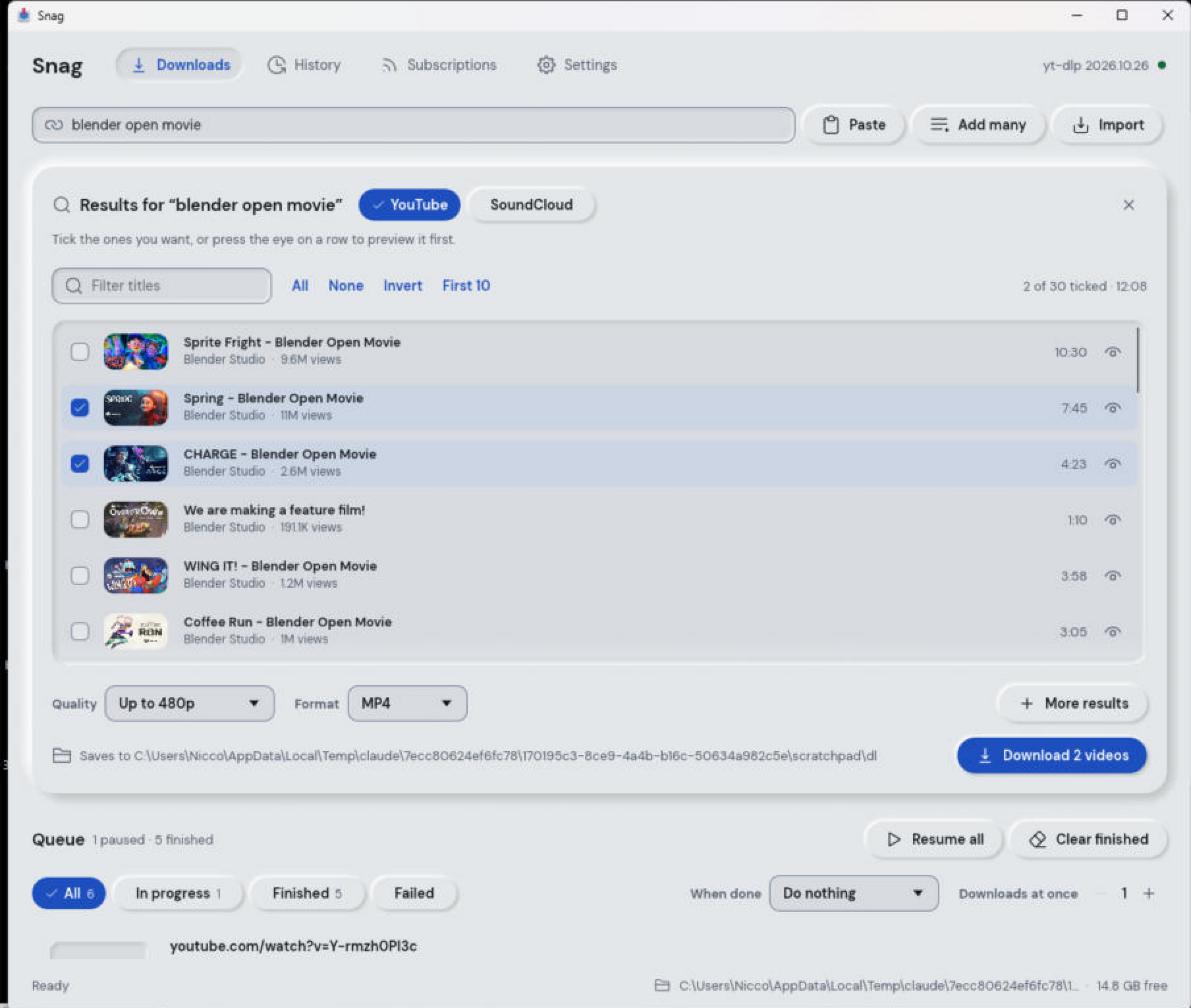 Snag
Snag Downloads History Subscriptions Settings yt-dlp 2026.10.26
blender open movie Paste Add many Import
Results for “blender open movie” YouTube SoundCloud
Tick the ones you want, or press the eye on a row to preview it first.
Filter titles All None Invert First 10 2 of 30 ticked · 12:08
Sprite Fright - Blender Open Movie
Blender Studio · 9.6M views 10:30
Spring - Blender Open Movie
Blender Studio · 11M views 7:45
CHARGE - Blender Open Movie
Blender Studio · 2.6M views 4:23
We are making a feature film!
Blender Studio · 191.1K views 1:10
WING IT! - Blender Open Movie
Blender Studio · 1.2M views 3:58
Coffee Run - Blender Open Movie
Blender Studio · 1M views 3:05
Quality Up to 480p Format MP4 More results
Saves to C:\Users\Nicco\AppData\Local\Temp\claude\7ecc80624ef6fc78\170195c3-8ce9-4a4b-b16c-50634a982c5e\scratchpad\dl Download 2 videos
Queue 1 paused · 5 finished Resume all Clear finished
All 6 In progress 1 Finished 5 Failed When done Do nothing Downloads at once 1
youtube.com/watch?v=Y-rmzh0PI3c
Ready C:\Users\Nicco\AppData\Local\Temp\claude\7ecc80624ef6fc78\1... · 14.8 GB free